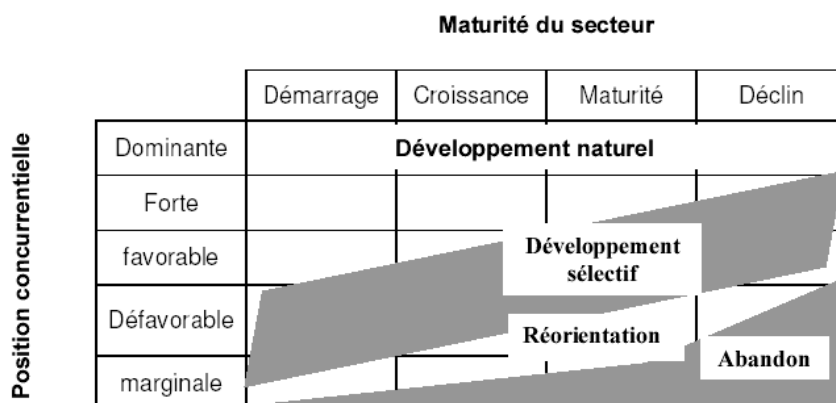 Maturité du secteur
Démarrage Croissance Maturité Déclin
Position concurrentielle
Dominante Développement naturel
Forte
favorable
Développement
sélectif
Défavorable
Réorientation
Abandon
marginale